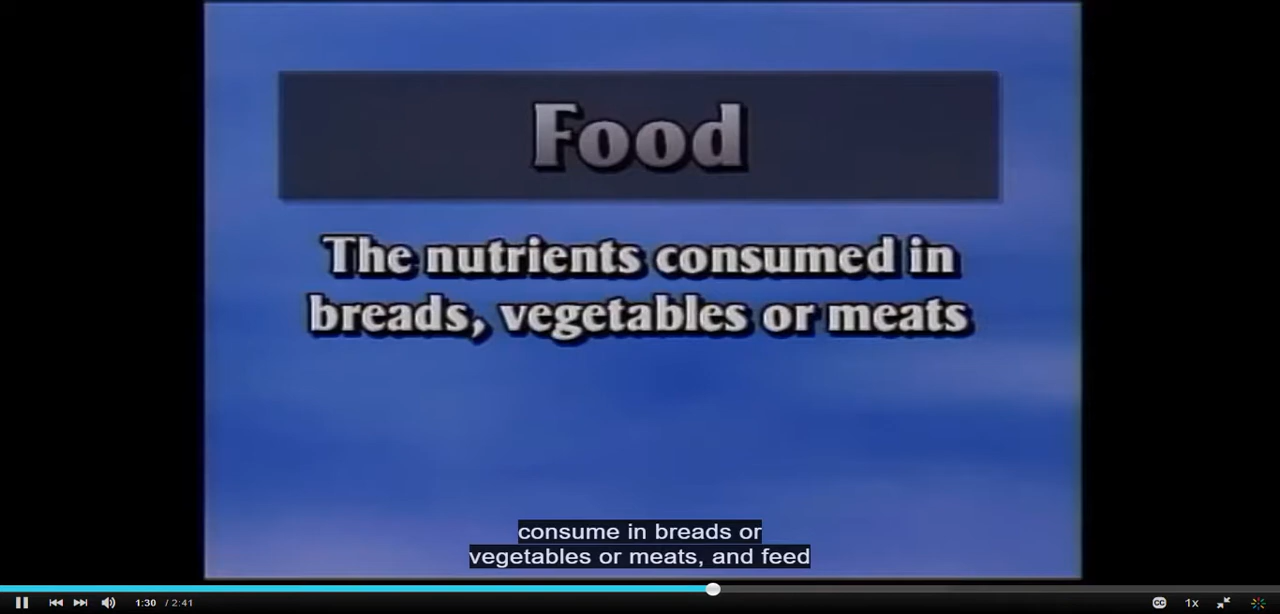 Food
The nutrients consumed in
breads, vegetables or meats
consume in breads or
vegetables or meats, and feed
1:30 / 2:41
CC
1x